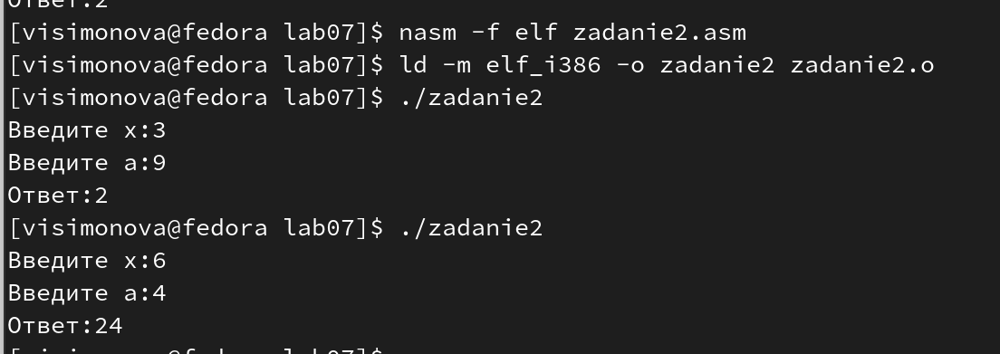 Ответ:2
[visimonova@fedora lab07]$ nasm -f elf zadanie2.asm
[visimonova@fedora lab07]$ ld -m elf_i386 -o zadanie2 zadanie2.o
[visimonova@fedora lab07]$ ./zadanie2
Введите x:3
Введите a:9
Ответ:2
[visimonova@fedora lab07]$ ./zadanie2
Введите x:6
Введите a:4
Ответ:24